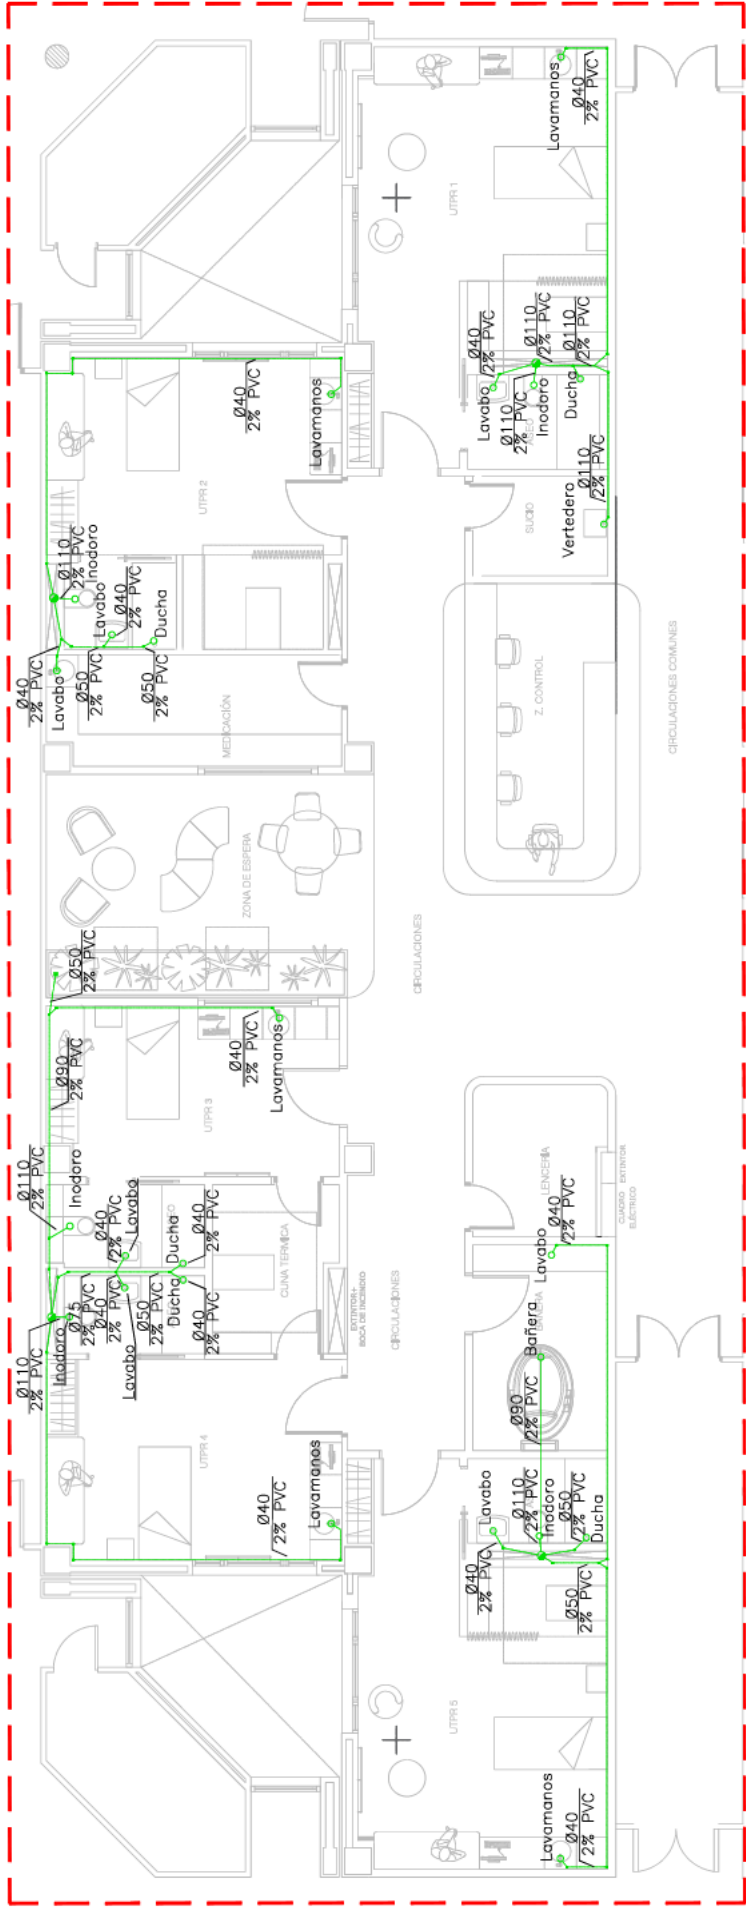 Lavamanos
Ø40
2% PVC
UTPR 1
Ø40
2% PVC
Ø110
2% PVC
Ø110
2% PVC
Lavabo
Ø110
2% PVC
Inodoro
Ducha
ASEO
Ø110
2% PVC
Vertedero
SUCIO
Ø40
2% PVC
Lavamanos
UTPR 2
Ø110
2% PVC
Inodoro
Lavabo
Ø40
2% PVC
Ducha
Ø40
2% PVC
Lavabo
Ø50
2% PVC
Ø50
2% PVC
MEDICACIÓN
Z. CONTROL
CIRCULACIONES COMUNES
ZONA DE ESPERA
CIRCULACIONES
Ø50
2% PVC
Ø90
2% PVC
Ø40
2% PVC
Lavamanos
UTPR 3
Ø110
2% PVC
Inodoro
Ø40
2% PVC
Lavabo
Ducha
Ø40
2% PVC
CUNA TERMICA
Ø110
2% PVC
Inodoro
Ø75
2% PVC
Ø40
2% PVC
Lavabo
Ø50
2% PVC
Ducha
Ø40
2% PVC
EXTINTOR+
BOCA DE INCENDIO
CIRCULACIONES
LENCERÍA
CUADRO
ELÉCTRICO
EXTINTOR
Lavabo
Ø40
2% PVC
Bañera
BAÑERA
Ø90
2% PVC
UTPR 4
Ø40
2% PVC
Lavamanos
Lavabo
Ø110
2% PVC
Inodoro
Ø50
2% PVC
Ducha
Ø40
2% PVC
Ø50
2% PVC
UTPR 5
Lavamanos
Ø40
2% PVC